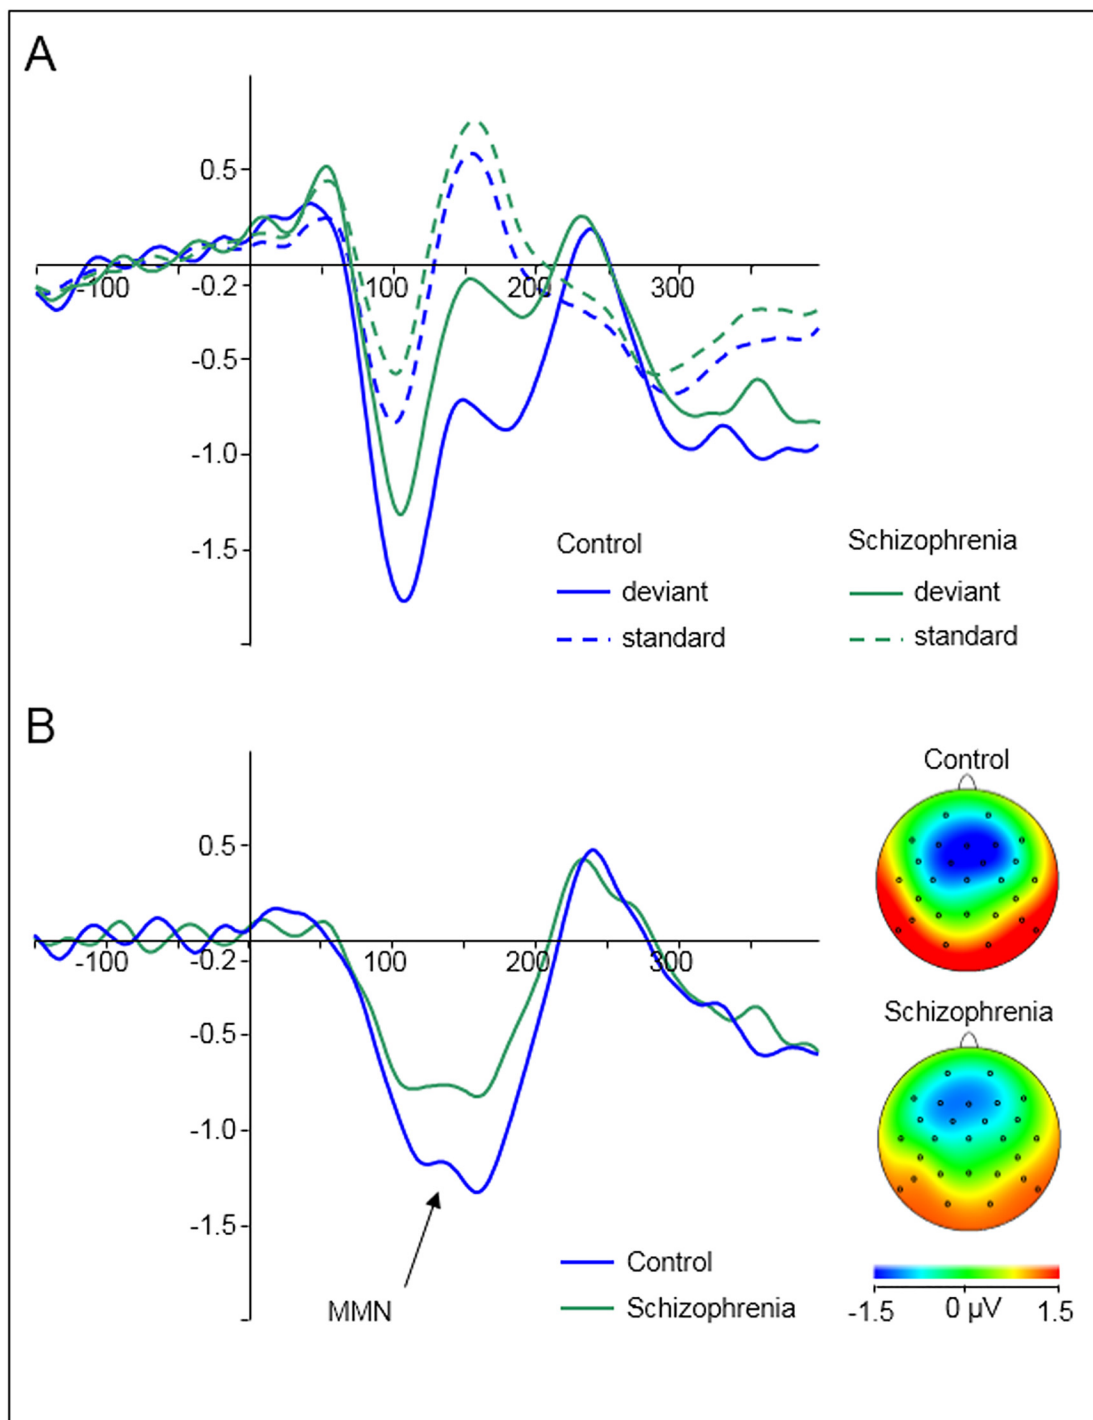 A
0.5
-100
-0.2
100
200
300
-0.5
-1.0
-1.5
Control
Schizophrenia
deviant
deviant
standard
standard
B
Control
0.5
-100
-0.2
100
200
300
-0.5
Schizophrenia
-1.0
-1.5
Control
MMN
Schizophrenia
-1.5 0 µV 1.5